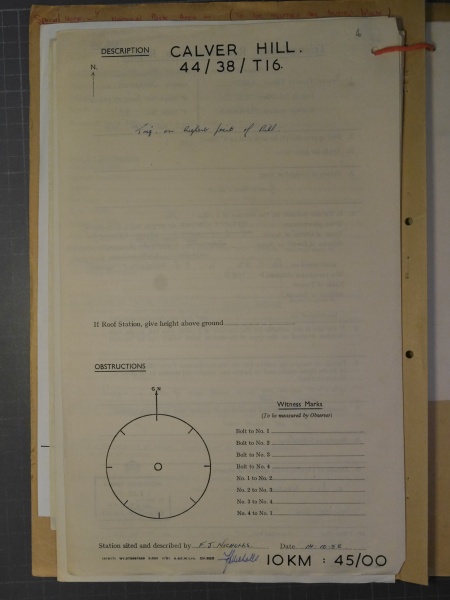 DESCRIPTION
CALVER HILL.
44/38/T16.
N.
Trig. on highest point of hill.
If Roof Station, give height above ground
OBSTRUCTIONS
G N
Witness Marks
(To be measured by Observer)
Bolt to No. 1
Bolt to No. 2
Bolt to No. 3
Bolt to No. 4
No. 1 to No. 2
No. 2 to No. 3
No. 3 to No. 4
No. 4 to No. 1
Station sited and described by F. J.
Date
10KM : 45/00